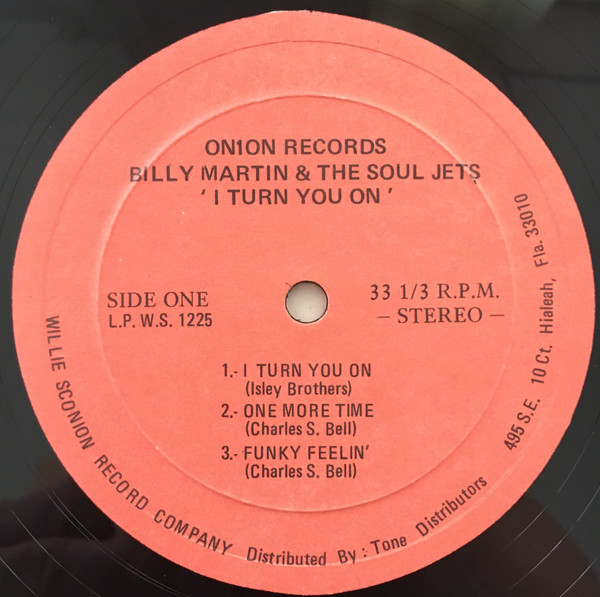 ON1ON RECORDS
BILLY MARTIN & THE SOUL JETS
' I TURN YOU ON '
SIDE ONE
L.P. W.S. 1225
33 1/3 R.P.M.
– STEREO –
1.- I TURN YOU ON
(Isley Brothers)
2.- ONE MORE TIME
(Charles S. Bell)
3.- FUNKY FEELIN'
(Charles S. Bell)
WILLIE SCONION RECORD COMPANY Distributed By: Tone Distributors 495 S.E. 10 Ct. Hialeah, Fla. 33010